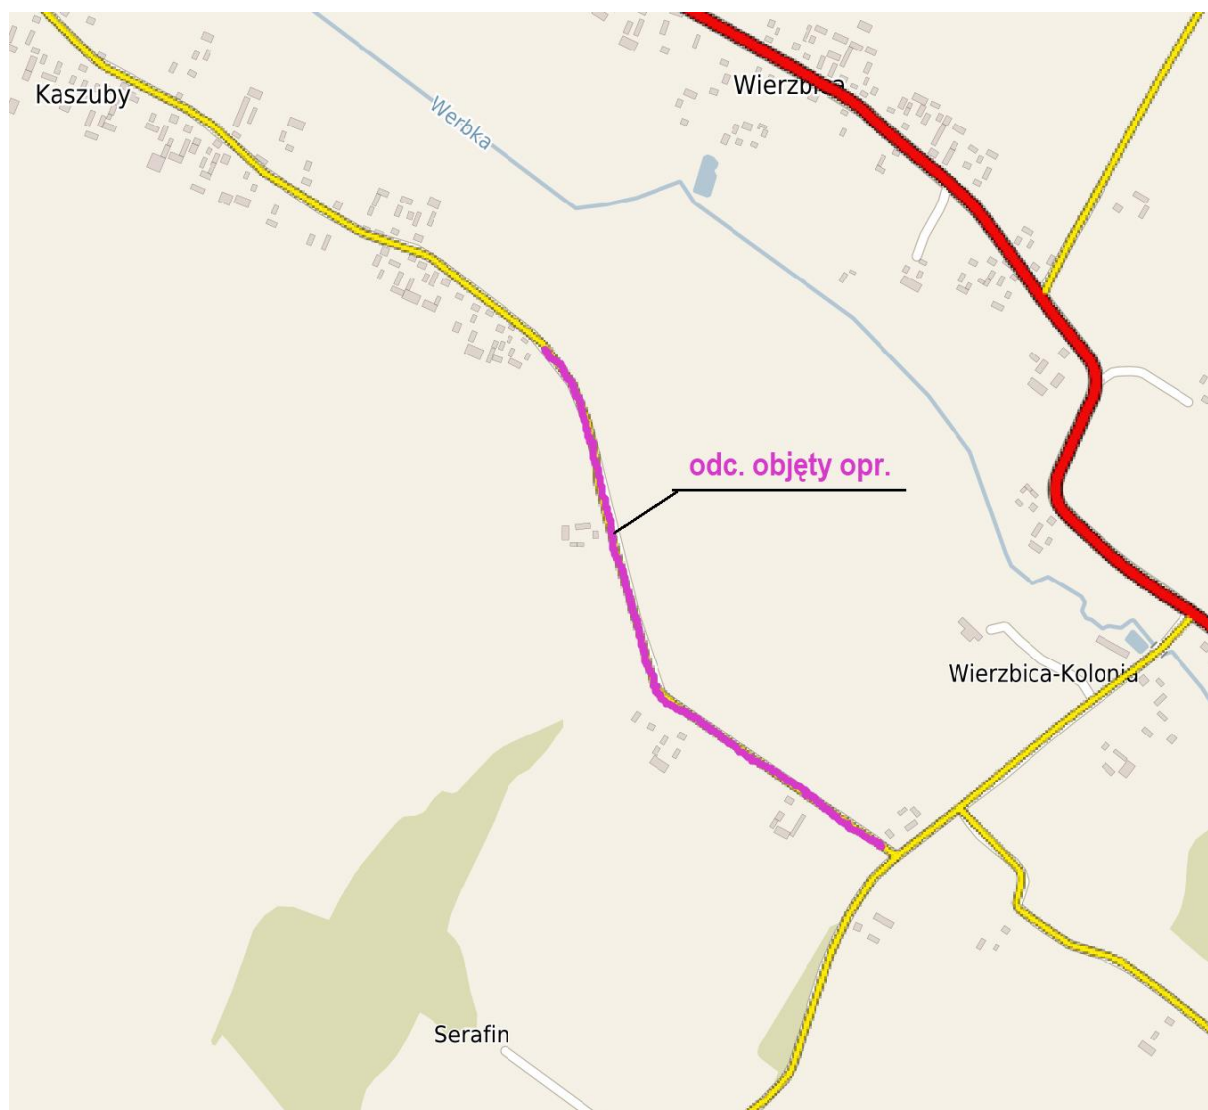 Kaszuby
Werbka
Wierzbica
odc. objęty opr.
Wierzbica-Kolonia
Serafin